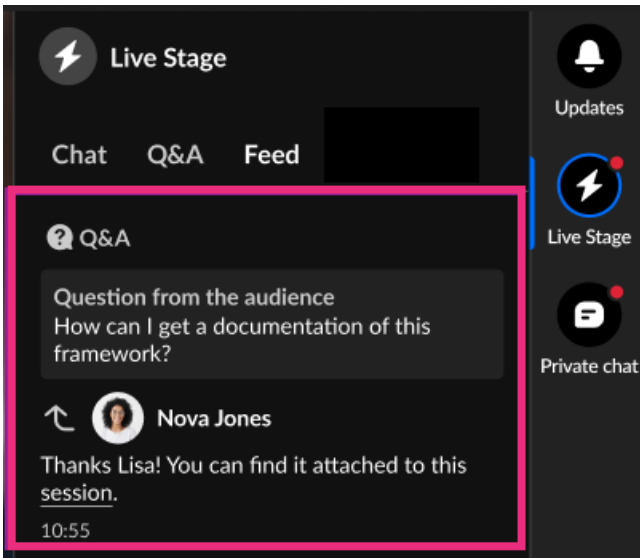 Live Stage
Chat
Q&A
Feed
Q&A
Question from the audience
How can I get a documentation of this
framework?
Nova Jones
Thanks Lisa! You can find it attached to this
session.
10:55
Updates
Live Stage
Private chat